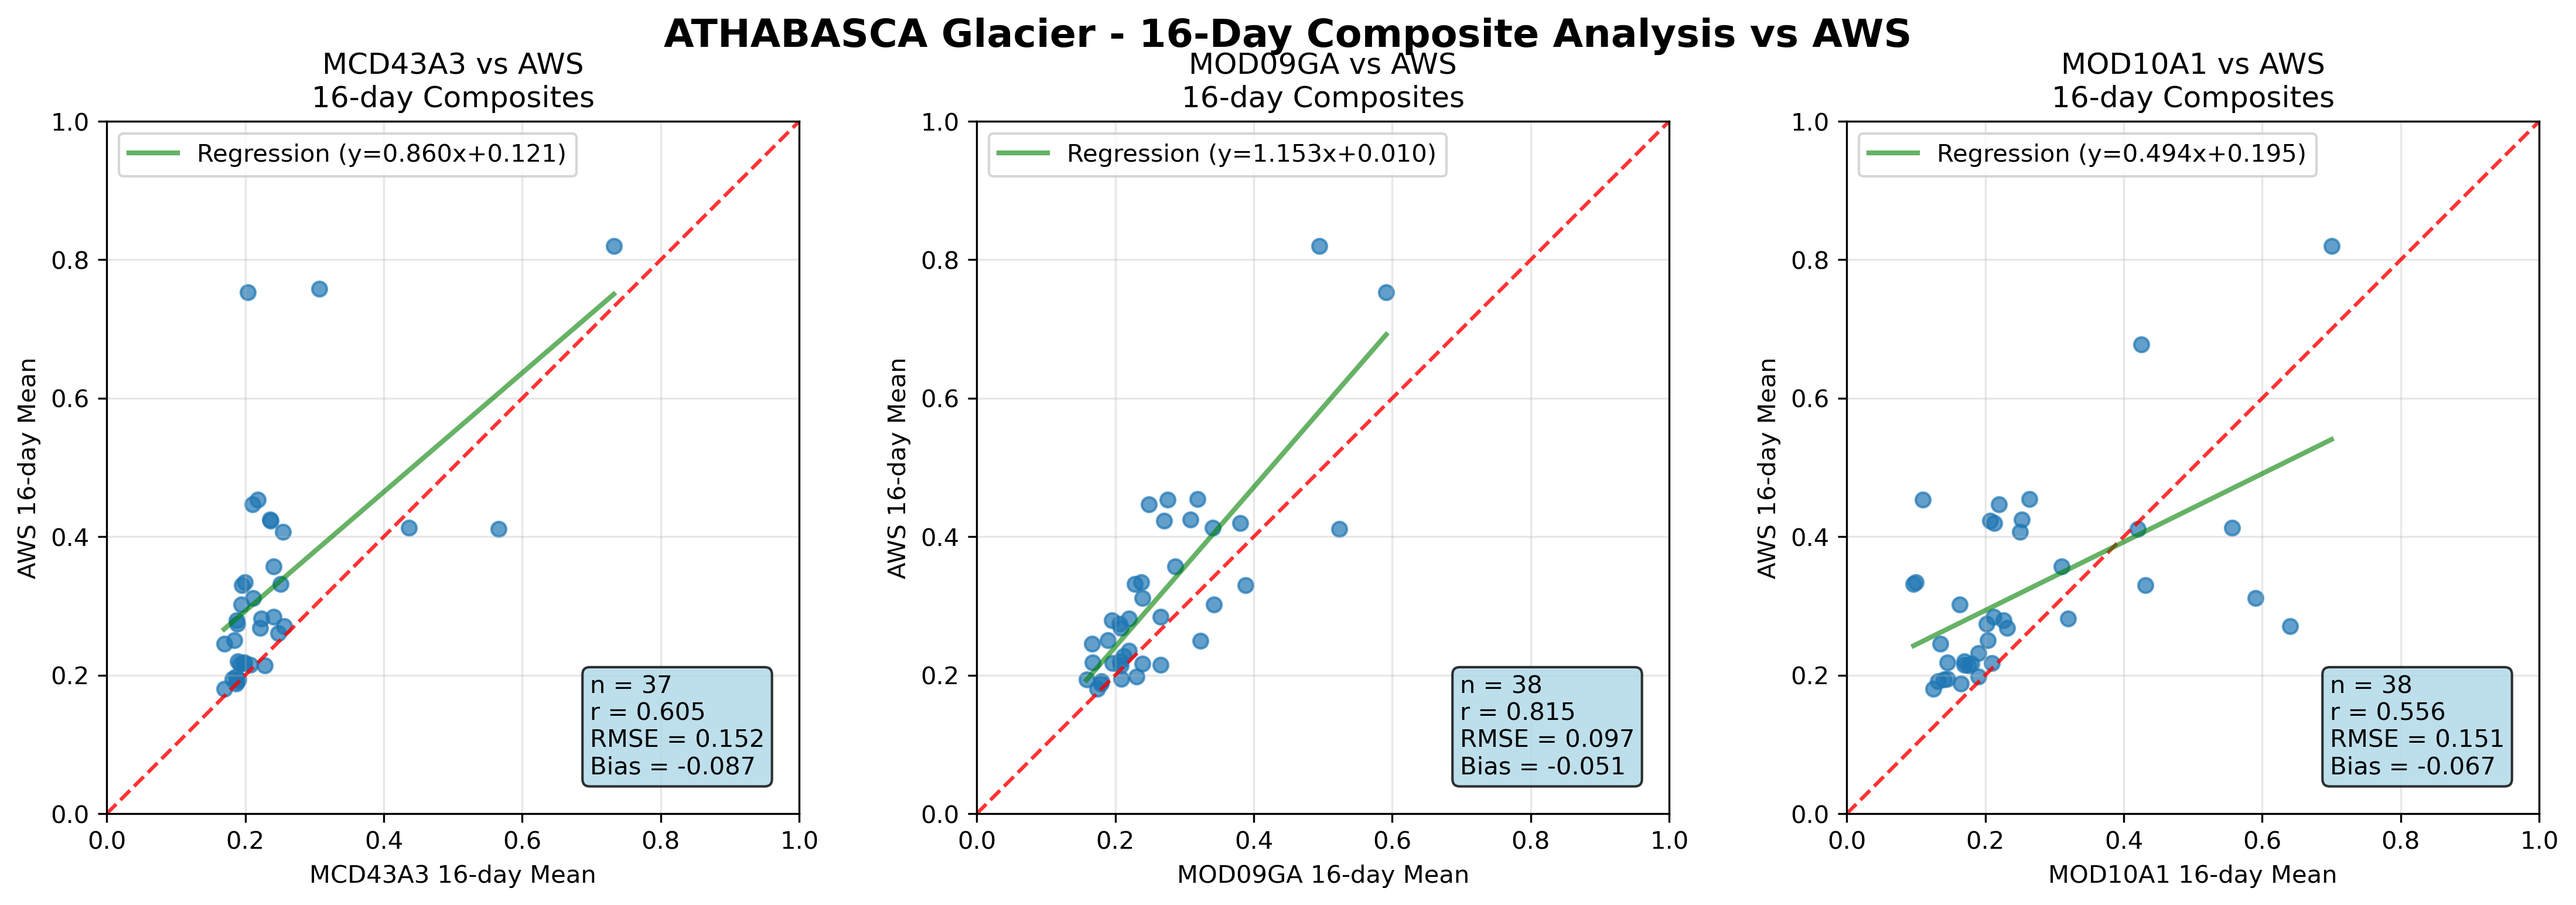 ATHABASCA Glacier - 16-Day Composite Analysis vs AWS
MCD43A3 vs AWS
16-day Composites
Regression (y=0.860x+0.121)
1.0
0.8
0.6
0.4
0.2
0.0
AWS 16-day Mean
n = 37
r = 0.605
RMSE = 0.152
Bias = -0.087
0.0 0.2 0.4 0.6 0.8 1.0
MCD43A3 16-day Mean
MOD09GA vs AWS
16-day Composites
Regression (y=1.153x+0.010)
1.0
0.8
0.6
0.4
0.2
0.0
AWS 16-day Mean
n = 38
r = 0.815
RMSE = 0.097
Bias = -0.051
0.0 0.2 0.4 0.6 0.8 1.0
MOD09GA 16-day Mean
MOD10A1 vs AWS
16-day Composites
Regression (y=0.494x+0.195)
1.0
0.8
0.6
0.4
0.2
0.0
AWS 16-day Mean
n = 38
r = 0.556
RMSE = 0.151
Bias = -0.067
0.0 0.2 0.4 0.6 0.8 1.0
MOD10A1 16-day Mean